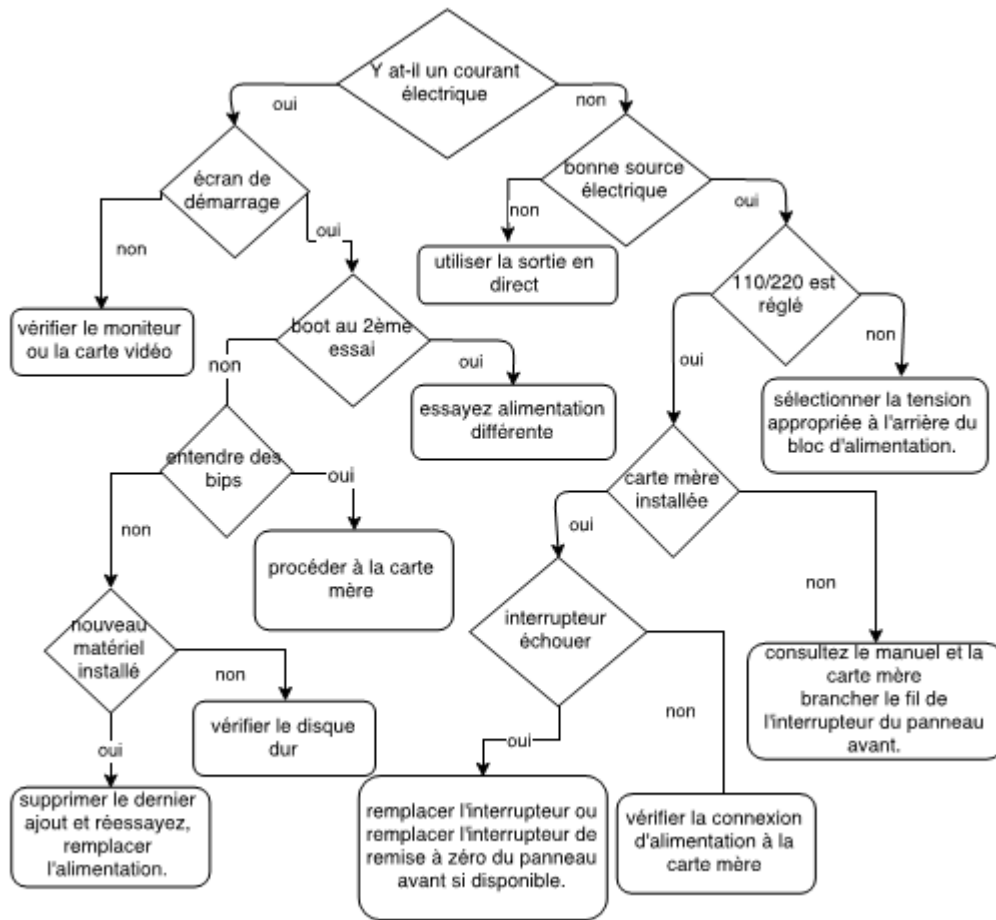 Y at-il un courant
électrique
oui
non
écran de
démarrage
bonne source
électrique
non
oui
non
oui
utiliser la sortie en
direct
110/220 est
réglé
vérifier le moniteur
ou la carte vidéo
boot au 2ème
essai
non
oui
oui
non
essayez alimentation
différente
sélectionner la tension
appropriée à l'arrière du
bloc d'alimentation.
entendre des
bips
oui
non
carte mère
installée
oui
non
procéder à la carte
mère
nouveau
matériel
installé
interrupteur
échouer
non
oui
vérifier le disque
dur
oui
non
consultez le manuel et la
carte mère
brancher le fil de
l'interrupteur du panneau
avant.
supprimer le dernier
ajout et réessayez,
remplacer
l'alimentation.
remplacer l'interrupteur ou
remplacer l'interrupteur de
remise à zéro du panneau
avant si disponible.
vérifier la connexion
d'alimentation à la
carte mère